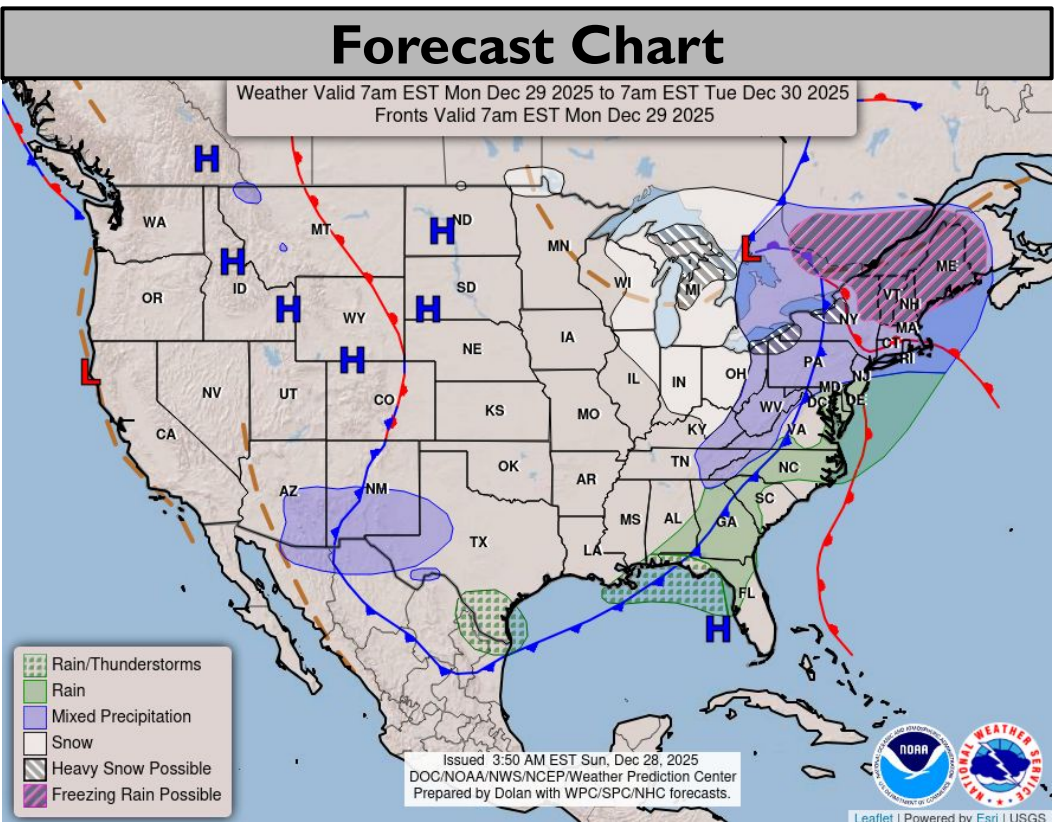 Forecast Chart
Weather Valid 7am EST Mon Dec 29 2025 to 7am EST Tue Dec 30 2025
Fronts Valid 7am EST Mon Dec 29 2025
H
H
H
H
H
H
H
L
L
WA
MT
ND
MN
OR
ID
WY
SD
WI
MI
ME
VT
NH
NY
MA
CT
RI
NV
UT
CO
NE
IA
IL
IN
OH
PA
NJ
MD
DE
DC
CA
KS
MO
KY
WV
VA
AZ
NM
OK
AR
TN
NC
SC
TX
LA
MS
AL
GA
FL
Rain/Thunderstorms
Rain
Mixed Precipitation
Snow
Heavy Snow Possible
Freezing Rain Possible
Issued 3:50 AM EST Sun, Dec 28, 2025
DOC/NOAA/NWS/NCEP/Weather Prediction Center
Prepared by Dolan with WPC/SPC/NHC forecasts.
NOAA
NATIONAL WEATHER SERVICE
Leaflet | Powered by Esri | USGS